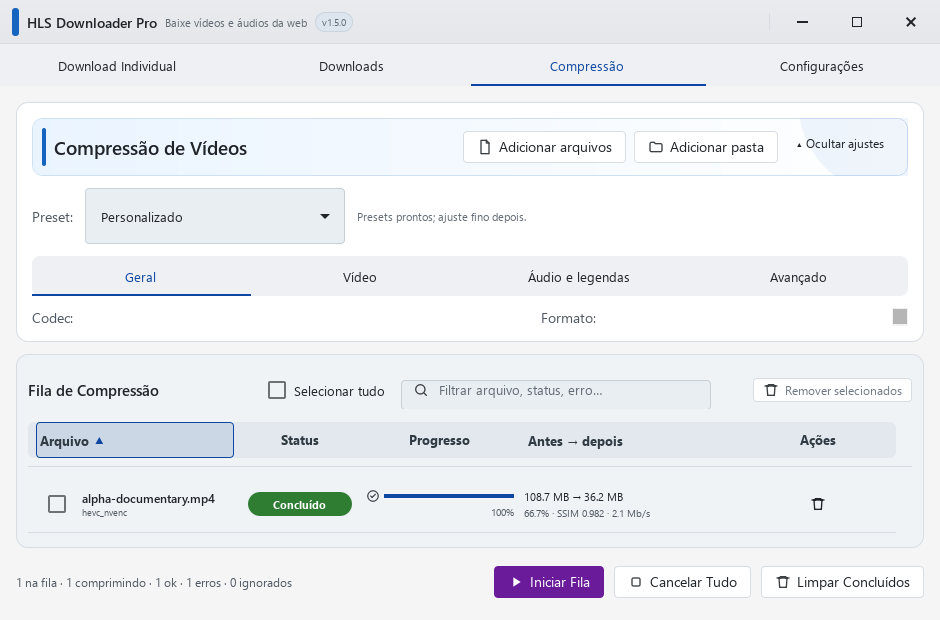 HLS Downloader Pro Baixe vídeos e áudios da web v1.5.0
Download Individual Downloads Compressão Configurações
Compressão de Vídeos Adicionar arquivos Adicionar pasta ▴ Ocultar ajustes
Preset: Personalizado Presets prontos; ajuste fino depois.
Geral Vídeo Áudio e legendas Avançado
Codec: Formato:
Fila de Compressão Selecionar tudo Filtrar arquivo, status, erro... Remover selecionados
Arquivo ▲ Status Progresso Antes → depois Ações
alpha-documentary.mp4 Concluído 108.7 MB → 36.2 MB
hevc_nvenc 100% 66.7% · SSIM 0.982 · 2.1 Mb/s
1 na fila · 1 comprimindo · 1 ok · 1 erros · 0 ignorados Iniciar Fila Cancelar Tudo Limpar Concluídos